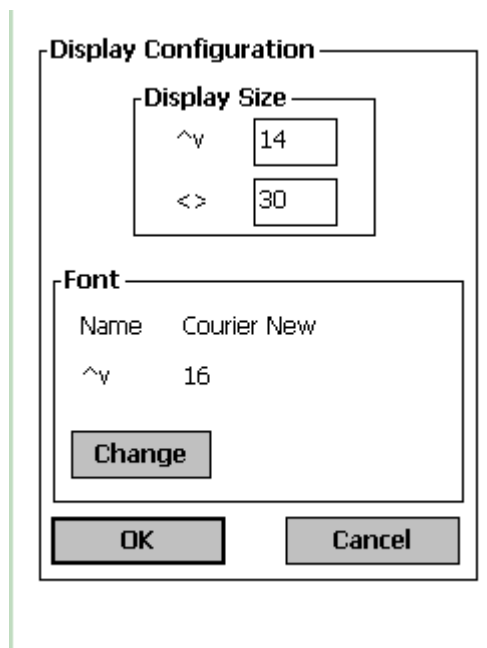 Display Configuration
Display Size
^v 14
<> 30
Font
Name Courier New
^v 16
Change
OK Cancel